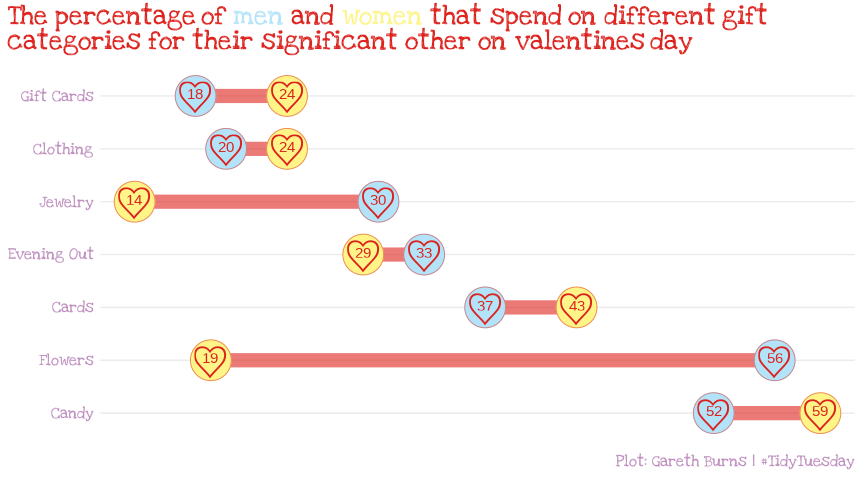 The percentage of men and women that spend on different gift
categories for their significant other on valentines day
Gift Cards 18 24
Clothing 20 24
Jewelry 14 30
Evening Out 29 33
Cards 37 43
Flowers 19 56
Candy 52 59
Plot: Gareth Burns | #TidyTuesday